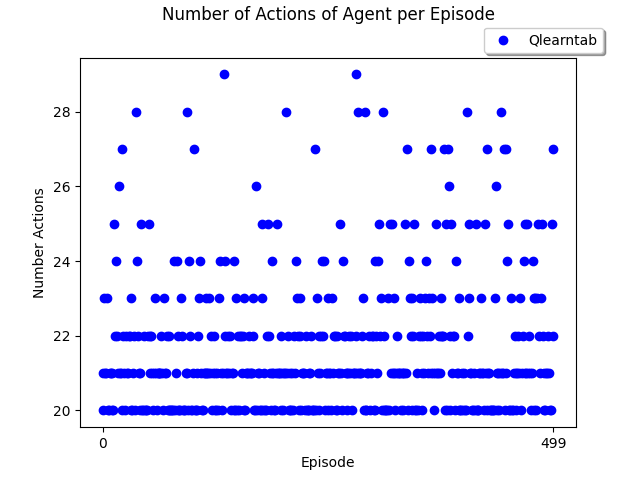 Number of Actions of Agent per Episode
Qlearntab
28
26
24
22
20
Number Actions
0
499
Episode